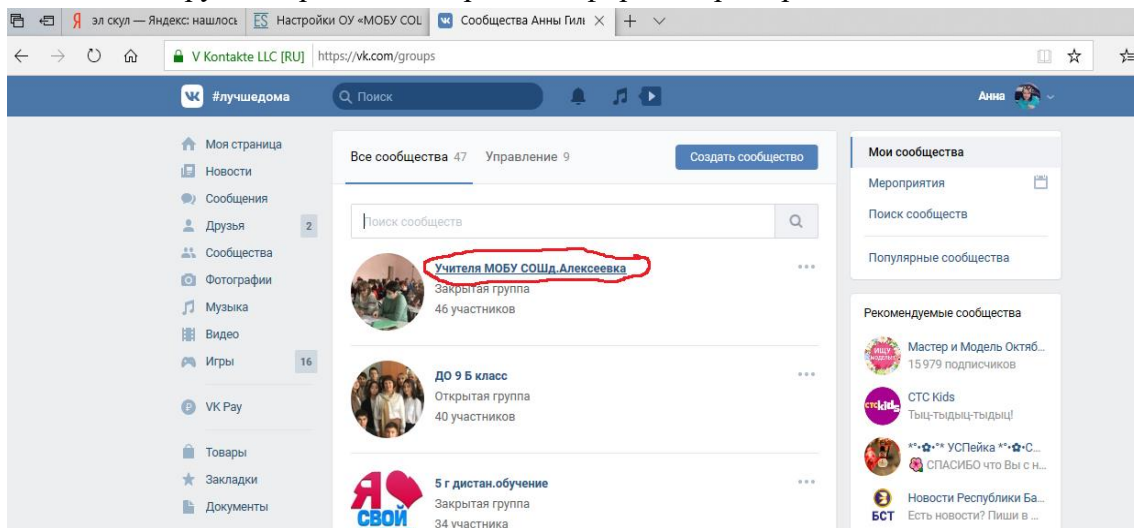 эл скул — Яндекс: нашлось
ES Настройки ОУ «МОБУ СОШ
Сообщества Анны Гиль
V Kontakte LLC [RU] https://vk.com/groups
#лучшедома
Поиск
Анна
Моя страница
Новости
Сообщения
Друзья 2
Сообщества
Фотографии
Музыка
Видео
Игры 16
VK Pay
Товары
Закладки
Документы
Все сообщества 47 Управление 9 Создать сообщество
Поиск сообществ
Учителя МОБУ СОШд.Алексеевка
Закрытая группа
46 участников
ДО 9 Б класс
Открытая группа
40 участников
Я СВОЙ
5 г дистан.обучение
Закрытая группа
34 участника
Мои сообщества
Мероприятия
Поиск сообществ
Популярные сообщества
Рекомендуемые сообщества
Мастер и Модель Октяб...
15 979 подписчиков
СТС Kids
Тыц-тыдыц-тыдыц!
УСПейка
СПАСИБО что Вы с н...
БСТ
Новости Республики Ба...
Есть новости? Пиши в ...